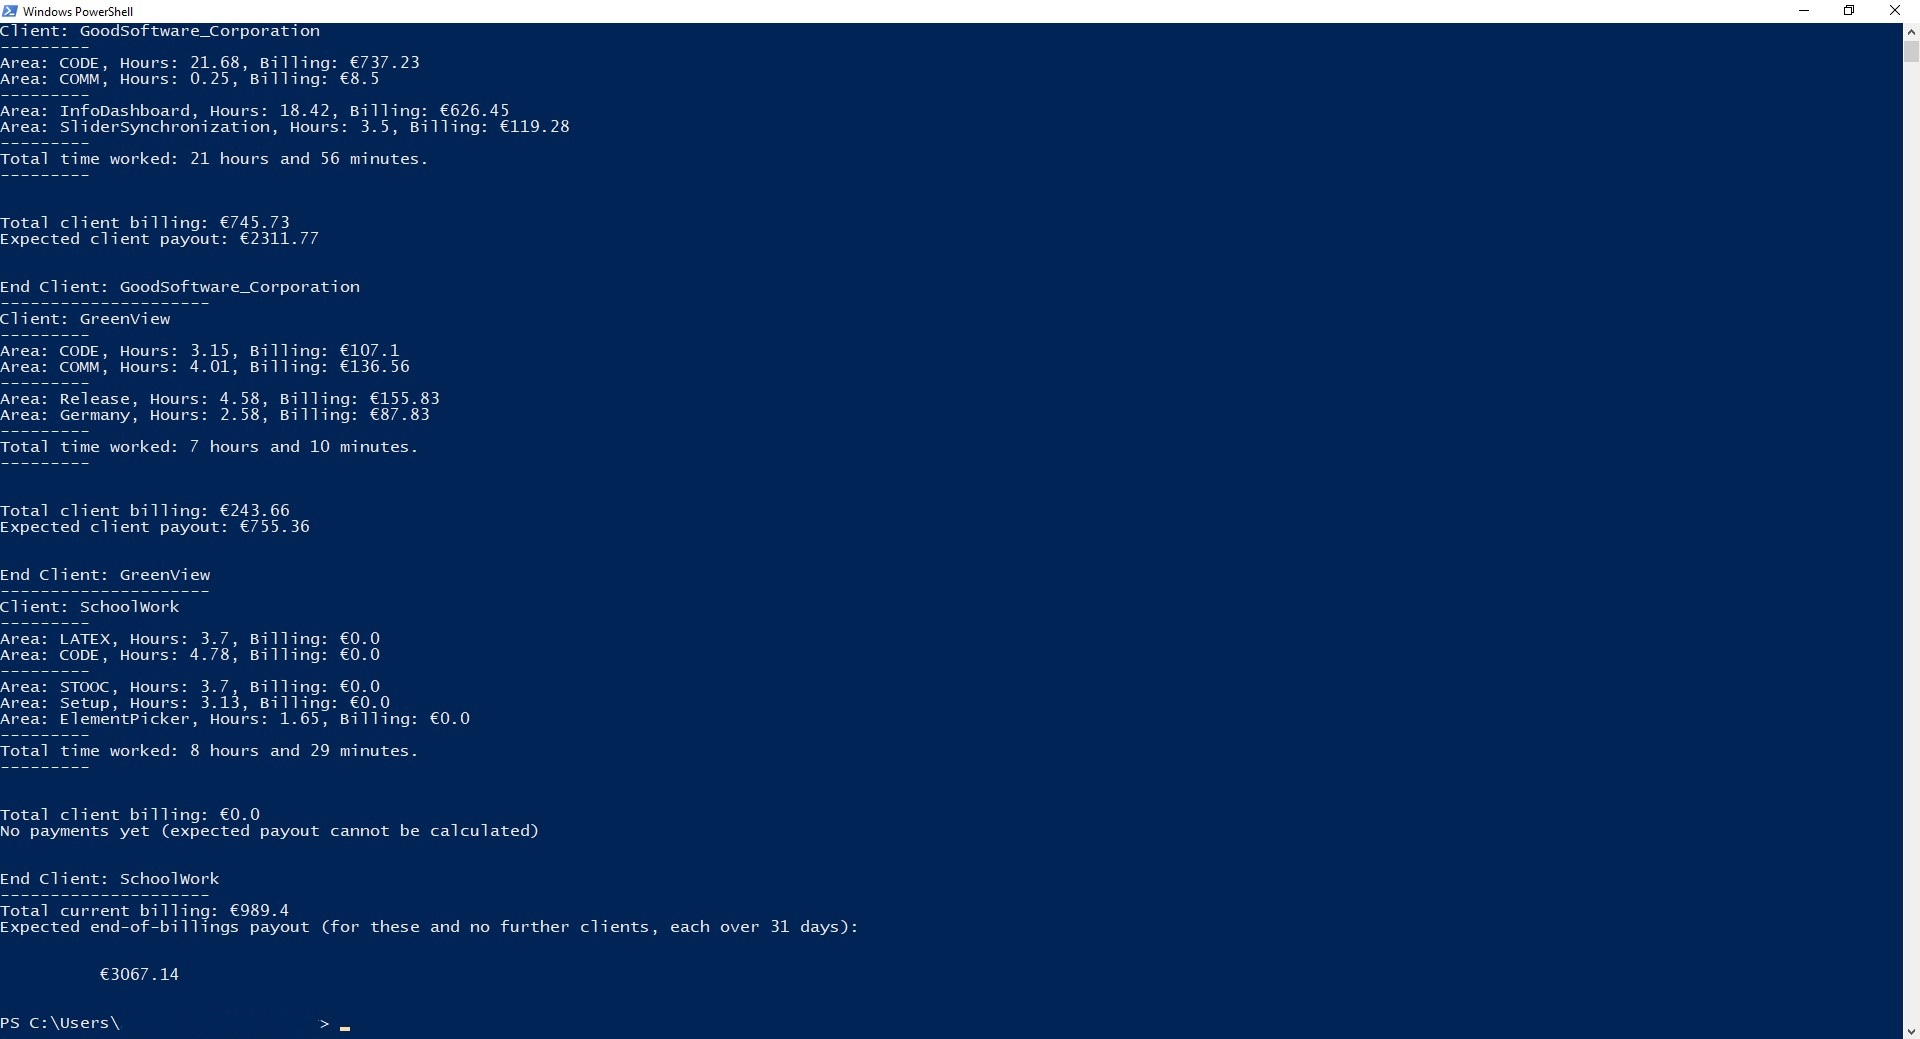 Windows PowerShell
Client: GoodSoftware_Corporation
---------
Area: CODE, Hours: 21.68, Billing: €737.23
Area: COMM, Hours: 0.25, Billing: €8.5
---------
Area: InfoDashboard, Hours: 18.42, Billing: €626.45
Area: SliderSynchronization, Hours: 3.5, Billing: €119.28
---------
Total time worked: 21 hours and 56 minutes.
---------
Total client billing: €745.73
Expected client payout: €2311.77
End Client: GoodSoftware_Corporation
---------------------
Client: GreenView
---------
Area: CODE, Hours: 3.15, Billing: €107.1
Area: COMM, Hours: 4.01, Billing: €136.56
---------
Area: Release, Hours: 4.58, Billing: €155.83
Area: Germany, Hours: 2.58, Billing: €87.83
---------
Total time worked: 7 hours and 10 minutes.
---------
Total client billing: €243.66
Expected client payout: €755.36
End Client: GreenView
---------------------
Client: SchoolWork
---------
Area: LATEX, Hours: 3.7, Billing: €0.0
Area: CODE, Hours: 4.78, Billing: €0.0
---------
Area: STOOC, Hours: 3.7, Billing: €0.0
Area: Setup, Hours: 3.13, Billing: €0.0
Area: ElementPicker, Hours: 1.65, Billing: €0.0
---------
Total time worked: 8 hours and 29 minutes.
---------
Total client billing: €0.0
No payments yet (expected payout cannot be calculated)
End Client: SchoolWork
---------------------
Total current billing: €989.4
Expected end-of-billings payout (for these and no further clients, each over 31 days):
€3067.14
PS C:\Users\ > _